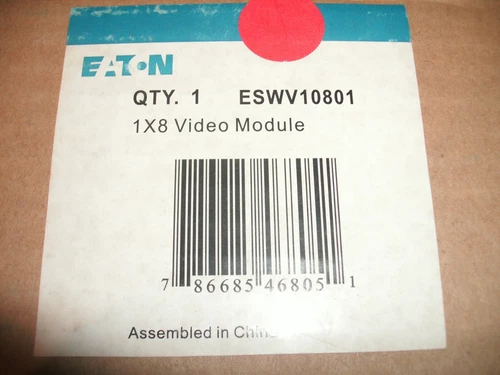 EATON
QTY. 1 ESWV10801
1X8 Video Module
7 86685 46805 1
Assembled in China